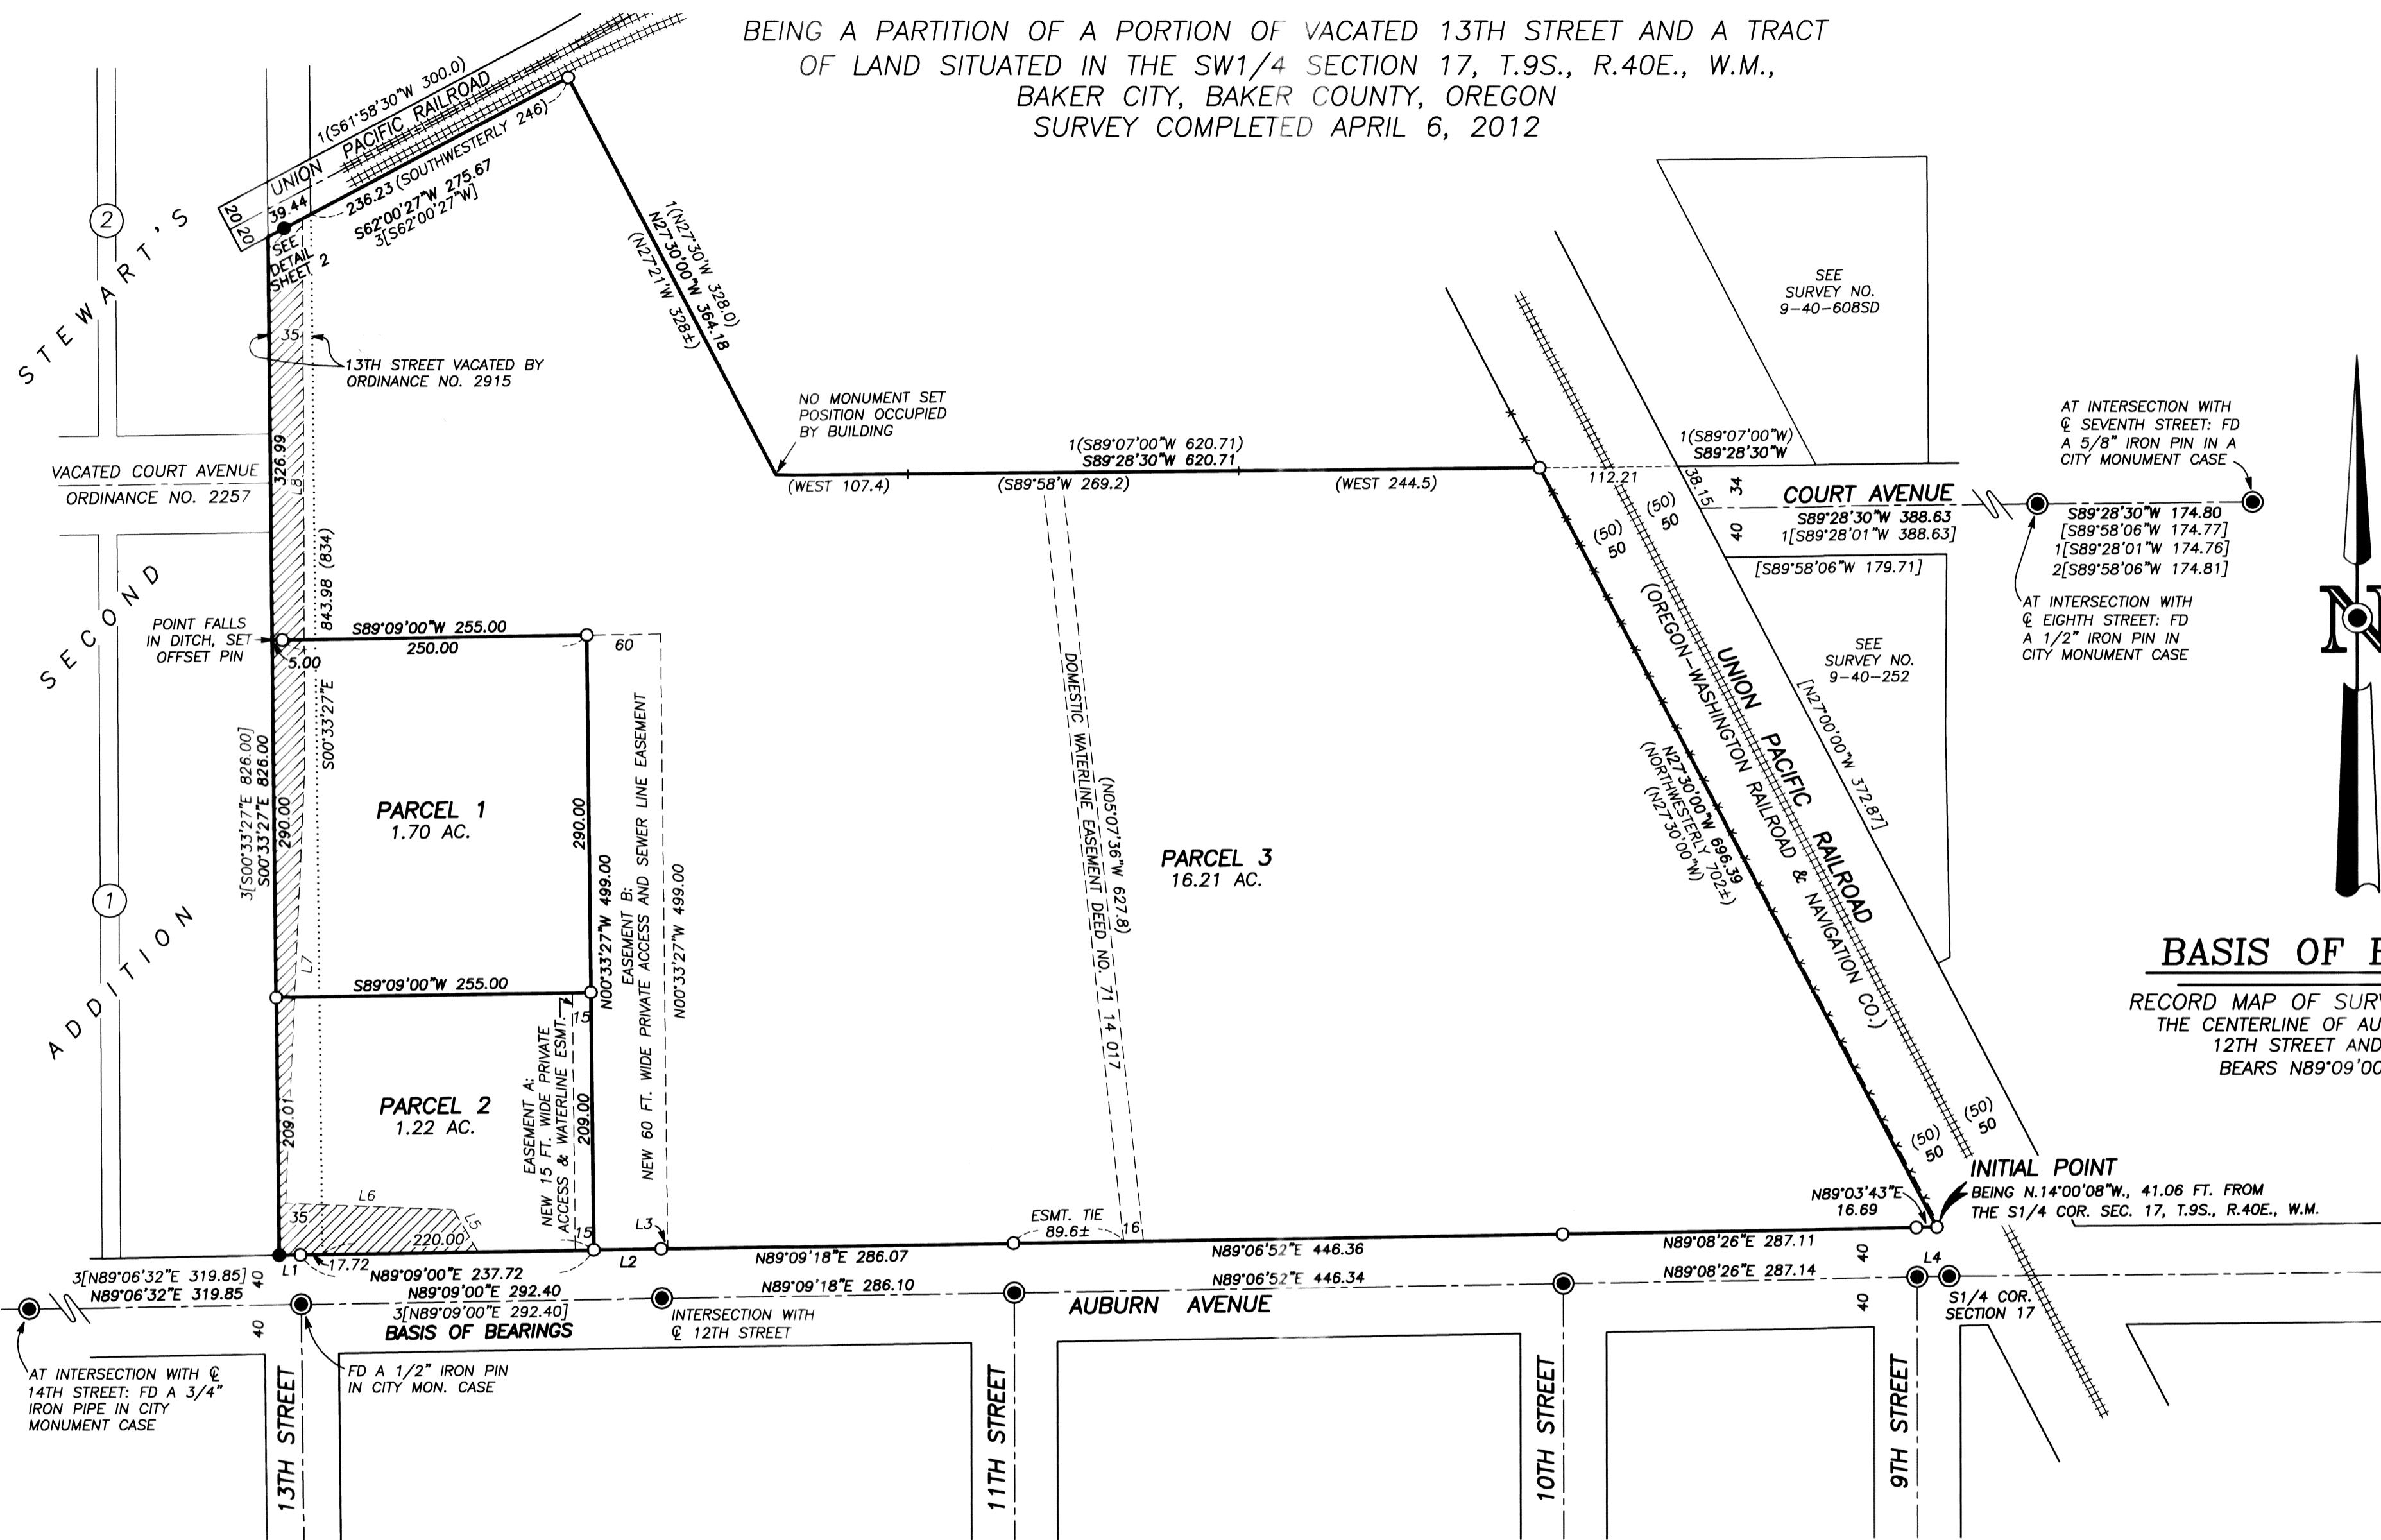 BEING A PARTITION OF A PORTION OF VACATED 13TH STREET AND A TRACT
OF LAND SITUATED IN THE SW1/4 SECTION 17, T.9S., R.40E., W.M.,
BAKER CITY, BAKER COUNTY, OREGON
SURVEY COMPLETED APRIL 6, 2012
1(S61°58'30"W 300.0)
UNION PACIFIC RAILROAD
20
20
39.44
236.23 (SOUTHWESTERLY 246)
S62°00'27"W 275.67
3[S62°00'27"W]
SEE
DETAIL
SHEET 2
35
13TH STREET VACATED BY
ORDINANCE NO. 2915
1(N27°30'W 328.0)
N27°30'00"W 364.18
(N27°21'W 328±)
NO MONUMENT SET
POSITION OCCUPIED
BY BUILDING
1(S89°07'00"W 620.71)
S89°28'30"W 620.71
(WEST 107.4)
(S89°58'W 269.2)
(WEST 244.5)
1(S89°07'00"W)
S89°28'30"W
112.21
38.15
34
40
COURT AVENUE
S89°28'30"W 388.63
1[S89°28'01"W 388.63]
[S89°58'06"W 179.71]
SEE
SURVEY NO.
9-40-608SD
AT INTERSECTION WITH
℄ SEVENTH STREET: FD
A 5/8" IRON PIN IN A
CITY MONUMENT CASE
S89°28'30"W 174.80
[S89°58'06"W 174.77]
1[S89°28'01"W 174.76]
2[S89°58'06"W 174.81]
AT INTERSECTION WITH
℄ EIGHTH STREET: FD
A 1/2" IRON PIN IN
CITY MONUMENT CASE
SEE
SURVEY NO.
9-40-252
N
STEWART'S
SECOND
ADDITION
2
1
VACATED COURT AVENUE
ORDINANCE NO. 2257
326.99
L8
843.98 (834)
S00°33'27"E
POINT FALLS
IN DITCH, SET
OFFSET PIN
5.00
S89°09'00"W 255.00
250.00
60
3[S00°33'27"E 826.00]
S00°33'27"E 826.00
290.00
PARCEL 1
1.70 AC.
290.00
N00°33'27"W 499.00
EASEMENT B:
NEW 60 FT. WIDE PRIVATE ACCESS AND SEWER LINE EASEMENT
N00°33'27"W 499.00
L7
S89°09'00"W 255.00
209.01
PARCEL 2
1.22 AC.
EASEMENT A:
NEW 15 FT. WIDE PRIVATE
ACCESS & WATERLINE ESMT.
15
209.00
15
L6
L5
35
220.00
DOMESTIC WATERLINE EASEMENT DEED NO. 71 14 017
(N05°07'36"W 627.8)
PARCEL 3
16.21 AC.
(50)
50
(50)
50
UNION PACIFIC RAILROAD
(OREGON-WASHINGTON RAILROAD & NAVIGATION CO.)
[N27°00'00"W 372.87]
N27°30'00"W 696.39
(NORTHWESTERLY 702±)
(N27°30'00"W)
(50)
50
(50)
50
BASIS OF
RECORD MAP OF SURV
THE CENTERLINE OF AU
12TH STREET AND
BEARS N89°09'00
INITIAL POINT
BEING N.14°00'08"W., 41.06 FT. FROM
THE S1/4 COR. SEC. 17, T.9S., R.40E., W.M.
N89°03'43"E
16.69
L3
ESMT. TIE
89.6±
16
L1
17.72
N89°09'00"E 237.72
L2
N89°09'18"E 286.07
N89°06'52"E 446.36
N89°08'26"E 287.11
40
L4
3[N89°06'32"E 319.85]
N89°06'32"E 319.85
40
N89°09'00"E 292.40
3[N89°09'00"E 292.40]
BASIS OF BEARINGS
N89°09'18"E 286.10
N89°06'52"E 446.34
N89°08'26"E 287.14
AUBURN AVENUE
INTERSECTION WITH
℄ 12TH STREET
S1/4 COR.
SECTION 17
40
40
AT INTERSECTION WITH ℄
14TH STREET: FD A 3/4"
IRON PIPE IN CITY
MONUMENT CASE
FD A 1/2" IRON PIN
IN CITY MON. CASE
13TH STREET
11TH STREET
10TH STREET
9TH STREET